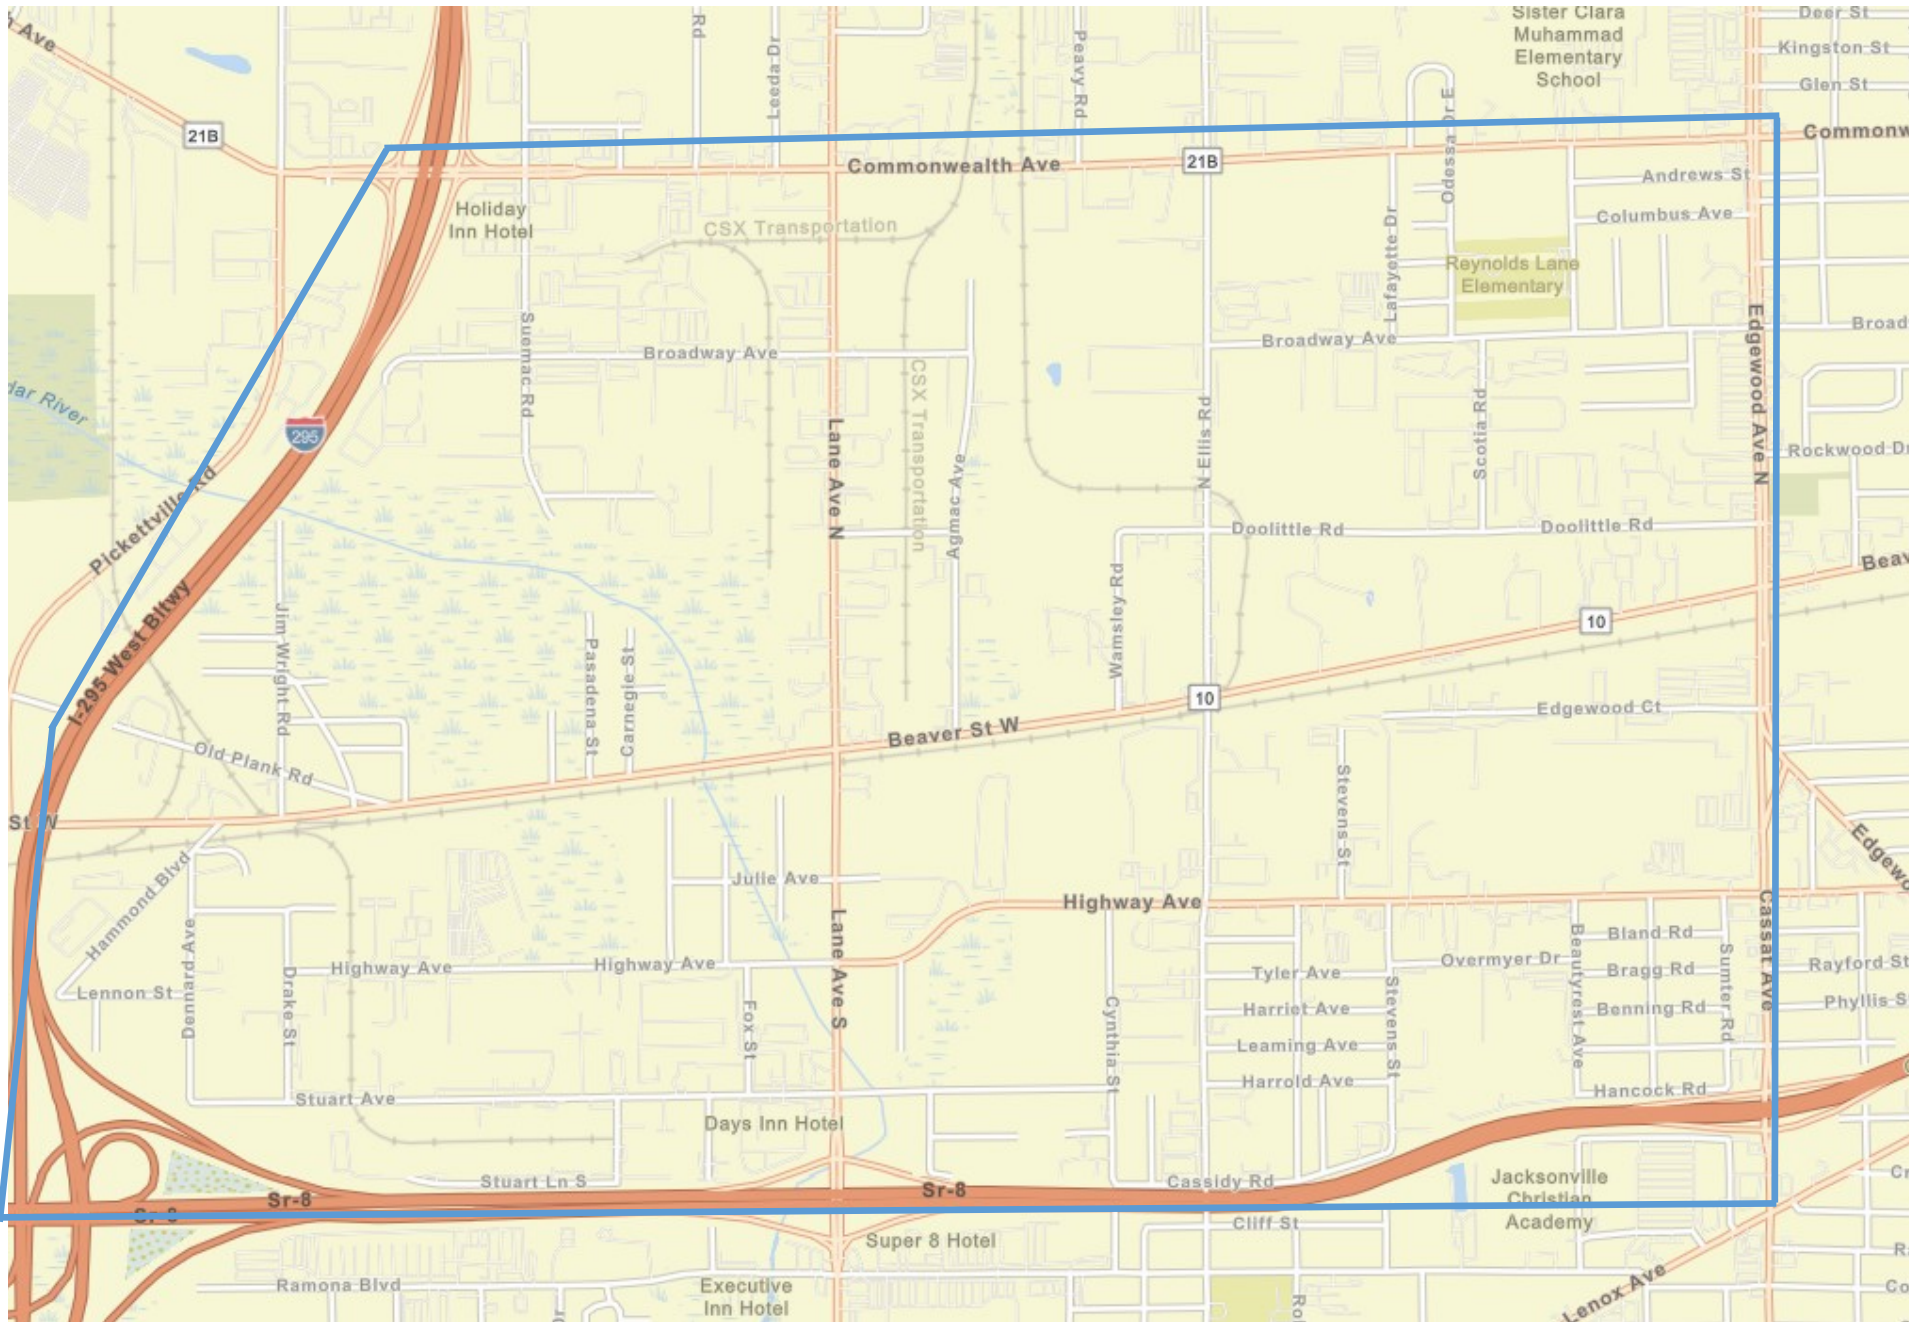 Sister Clara
Muhammad
Elementary
School
Deer St
Kingston St
Glen St
Ave
Rd
Leeda Dr
Peavy Rd
Odessa Dr E
21B
Commonwealth Ave
21B
Commonw
Andrews St
Columbus Ave
Holiday
Inn Hotel
CSX Transportation
Lafayette Dr
Reynolds Lane
Elementary
Suemac Rd
Broadway Ave
Broadway Ave
Broad
Edgewood Ave N
CSX Transportation
dar River
295
Lane Ave N
N Ellis Rd
Scotia Rd
Rockwood Dr
Pickettville Rd
Agmac Ave
Doolittle Rd
Doolittle Rd
Beav
Wamsley Rd
Jim Wright Rd
I-295 West Bltwy
Pasadena St
Carnegie St
10
10
Edgewood Ct
Beaver St W
Old Plank Rd
St W
Stevens St
Edgewo
Hammond Blvd
Julie Ave
Highway Ave
Lane Ave S
Cassat Ave
Dennard Ave
Drake St
Highway Ave
Highway Ave
Lennon St
Fox St
Cynthia St
Tyler Ave
Harriet Ave
Leaming Ave
Harrold Ave
Stevens St
Overmyer Dr
Beautyrest Ave
Bland Rd
Bragg Rd
Benning Rd
Sumter Rd
Hancock Rd
Rayford St
Phyllis S
Stuart Ave
Days Inn Hotel
Stuart Ln S
Sr-8
Sr-8
Sr-8
Cassidy Rd
Jacksonville
Christian
Academy
Cr
Cliff St
Super 8 Hotel
Ramona Blvd
Executive
Inn Hotel
Lenox Ave
Ro
R
Co